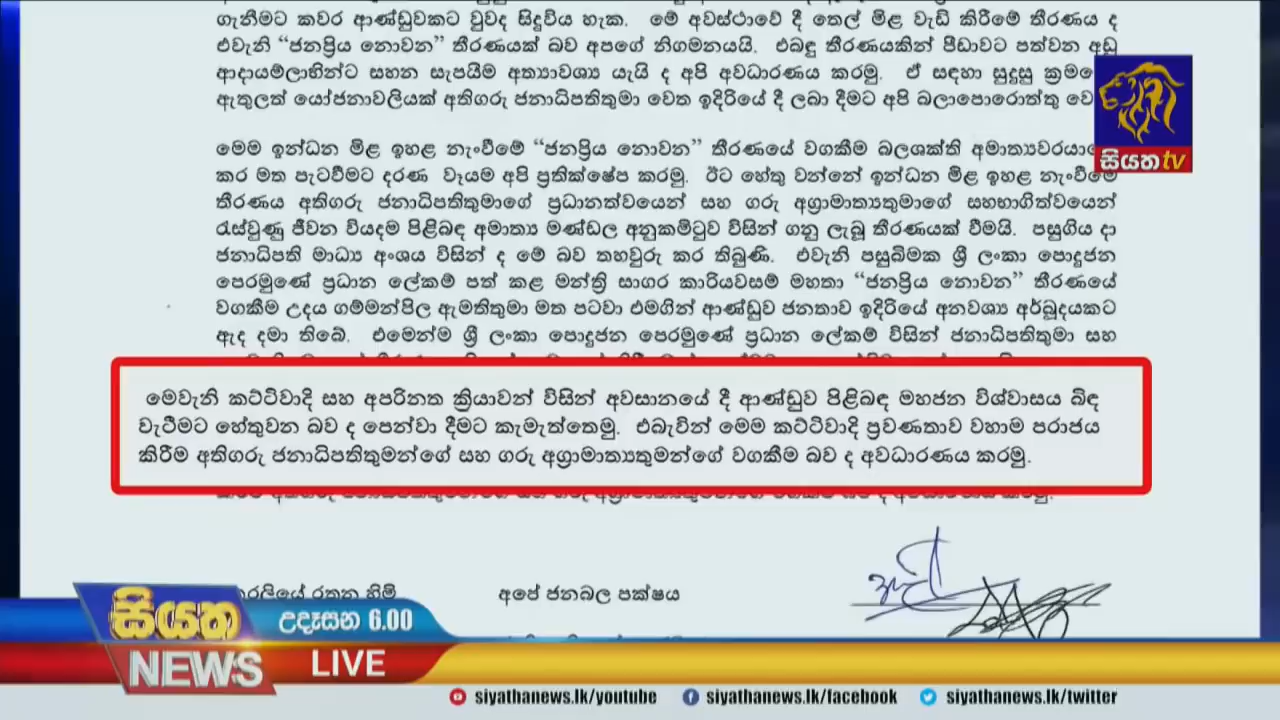 ගැනීමට කවර ආණ්ඩුවකට වුවද සිදුවිය හැක. මේ අවස්ථාවේ දී තෙල් මිළ වැඩි කිරීමේ තීරණය ද
එවැනි “ජනප්‍රිය නොවන” තීරණයක් බව අපගේ නිගමනයයි. එබඳු තීරණයකින් පීඩාවට පත්වන අඩු
ආදායම්ලාභීන්ට සහන සැපයීම අත්‍යාවශ්‍ය යැයි ද අපි අවධාරණය කරමු. ඒ සඳහා සුදුසු
ඇතුලත් යෝජනාවලියක් අතිගරු ජනාධිපතිතුමා වෙත ඉදිරියේ දී ලබා දීමට අපි බලාපොරොත්තු
මෙම ඉන්ධන මිළ ඉහළ නැංවීමේ “ජනප්‍රිය නොවන” තීරණයේ වගකීම බලශක්ති
කර මත පැටවීමට දරණ වෑයම අපි ප්‍රතික්ෂේප කරමු. ඊට හේතු වන්නේ ඉන්ධන මිළ ඉහළ නැංවීමේ
තීරණය අතිගරු ජනාධිපතිතුමාගේ ප්‍රධානත්වයෙන් සහ ගරු අග්‍රාමාත්‍යතුමාගේ සහභාගිත්වයෙන්
රැස්වුණු ජීවන වියදම පිළිබඳ අමාත්‍ය මණ්ඩල අනුකමිටුව විසින් ගනු ලැබූ තීරණයක් වීමයි. පසුගිය දා
ජනාධිපති මාධ්‍ය අංශය විසින් ද මේ බව තහවුරු කර තිබුණි. එවැනි පසුබිමක ශ්‍රී ලංකා පොදුජන
පෙරමුණේ ප්‍රධාන ලේකම් පත් කළ මන්ත්‍රි සාගර කාරියවසම් මහතා “ජනප්‍රිය නොවන” තීරණයේ
වගකීම උදය ගම්මන්පිල ඇමතිතුමා මත පටවා එමගින් ආණ්ඩුව ජනතාව ඉදිරියේ අනවශ්‍ය අර්බූදයකට
ඇද දමා තිබේ. එමෙන්ම ශ්‍රී ලංකා පොදුජන පෙරමුණේ ප්‍රධාන ලේකම් විසින් ජනාධිපතිතුමා සහ
මෙවැනි කට්ටිවාදි සහ අපරිනත ක්‍රියාවන් විසින් අවසානයේ දී ආණ්ඩුව පිළිබඳ මහජන විශ්වාසය බිඳ
වැටීමට හේතුවන බව ද පෙන්වා දීමට කැමැත්තෙමු. එබැවින් මෙම කට්ටිවාදි ප්‍රවණතාව වහාම පරාජය
කිරීම අතිගරු ජනාධිපතිතුමන්ගේ සහ ගරු අග්‍රාමාත්‍යතුමන්ගේ වගකීම බව ද අවධාරණය කරමු.
රතන හිමි අපේ ජනබල පක්ෂය
සියත tv
සියත උදෑසන 6.00
NEWS LIVE
siyathanews.lk/youtube siyathanews.lk/facebook siyathanews.lk/twitter